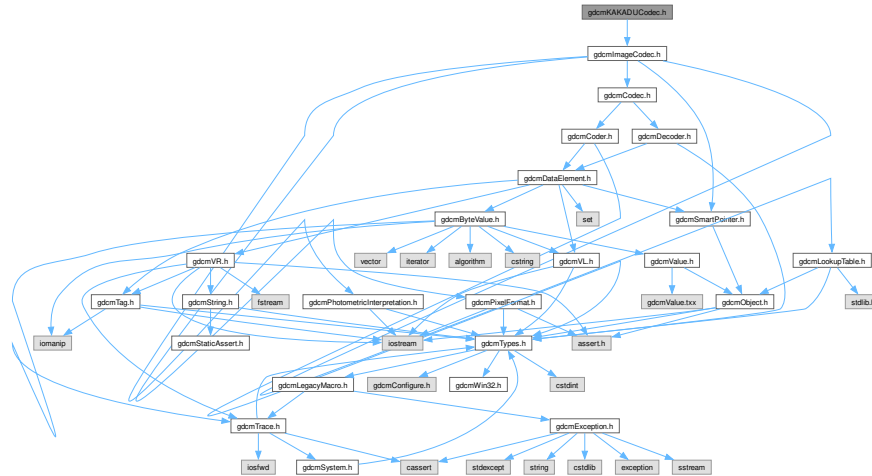 gdcmKAKADUCodec.h
gdcmImageCodec.h
gdcmCodec.h
gdcmCoder.h
gdcmDecoder.h
gdcmDataElement.h
gdcmByteValue.h
set
gdcmSmartPointer.h
gdcmVR.h
vector
iterator
algorithm
cstring
gdcmVL.h
gdcmValue.h
gdcmLookupTable.h
gdcmTag.h
gdcmString.h
fstream
gdcmPhotometricInterpretation.h
gdcmPixelFormat.h
gdcmValue.txx
gdcmObject.h
stdlib.h
iomanip
gdcmStaticAssert.h
iostream
gdcmTypes.h
assert.h
gdcmLegacyMacro.h
gdcmConfigure.h
gdcmWin32.h
cstdint
gdcmTrace.h
gdcmException.h
iosfwd
gdcmSystem.h
cassert
stdexcept
string
cstdlib
exception
sstream